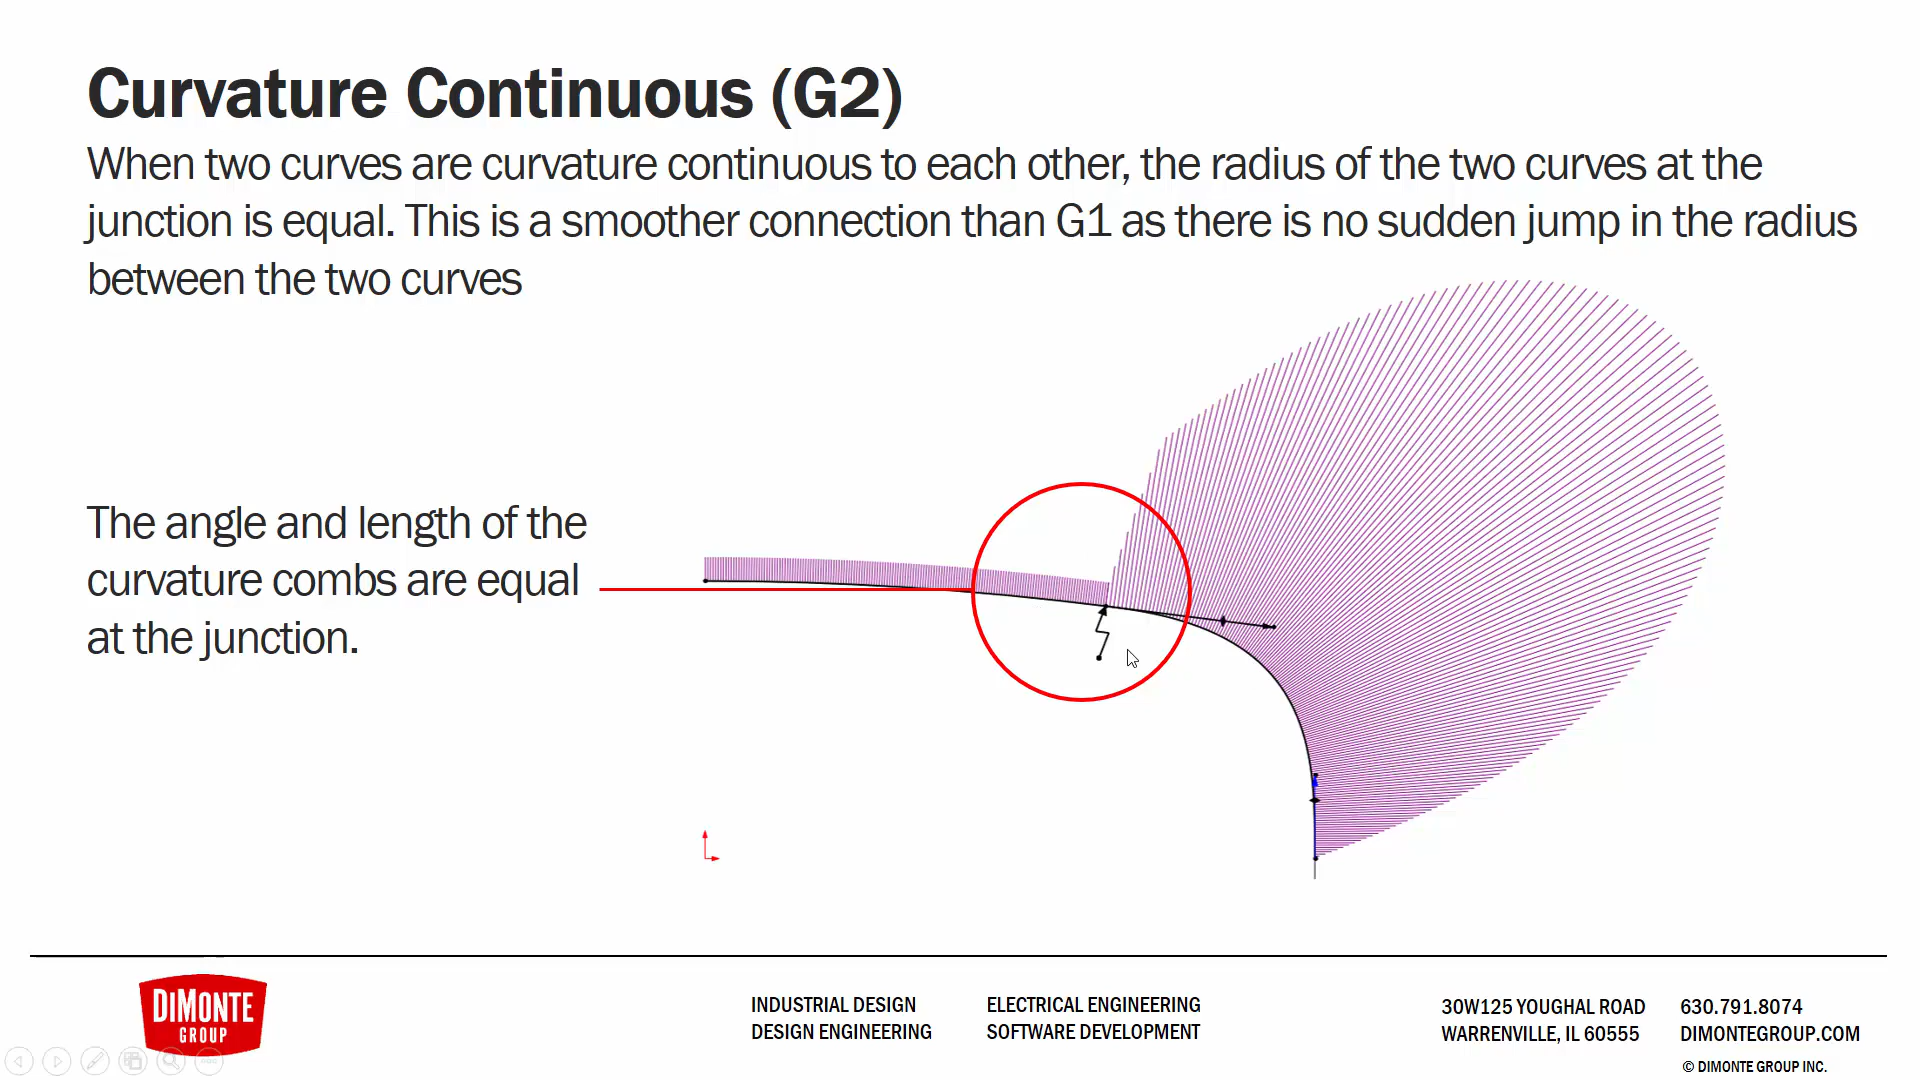 Curvature Continuous (G2)
When two curves are curvature continuous to each other, the radius of the two curves at the
junction is equal. This is a smoother connection than G1 as there is no sudden jump in the radius
between the two curves
The angle and length of the
curvature combs are equal
at the junction.
DIMONTE
GROUP
INDUSTRIAL DESIGN
DESIGN ENGINEERING
ELECTRICAL ENGINEERING
SOFTWARE DEVELOPMENT
30W125 YOUGHAL ROAD
WARRENVILLE, IL 60555
630.791.8074
DIMONTEGROUP.COM
© DIMONTE GROUP INC.